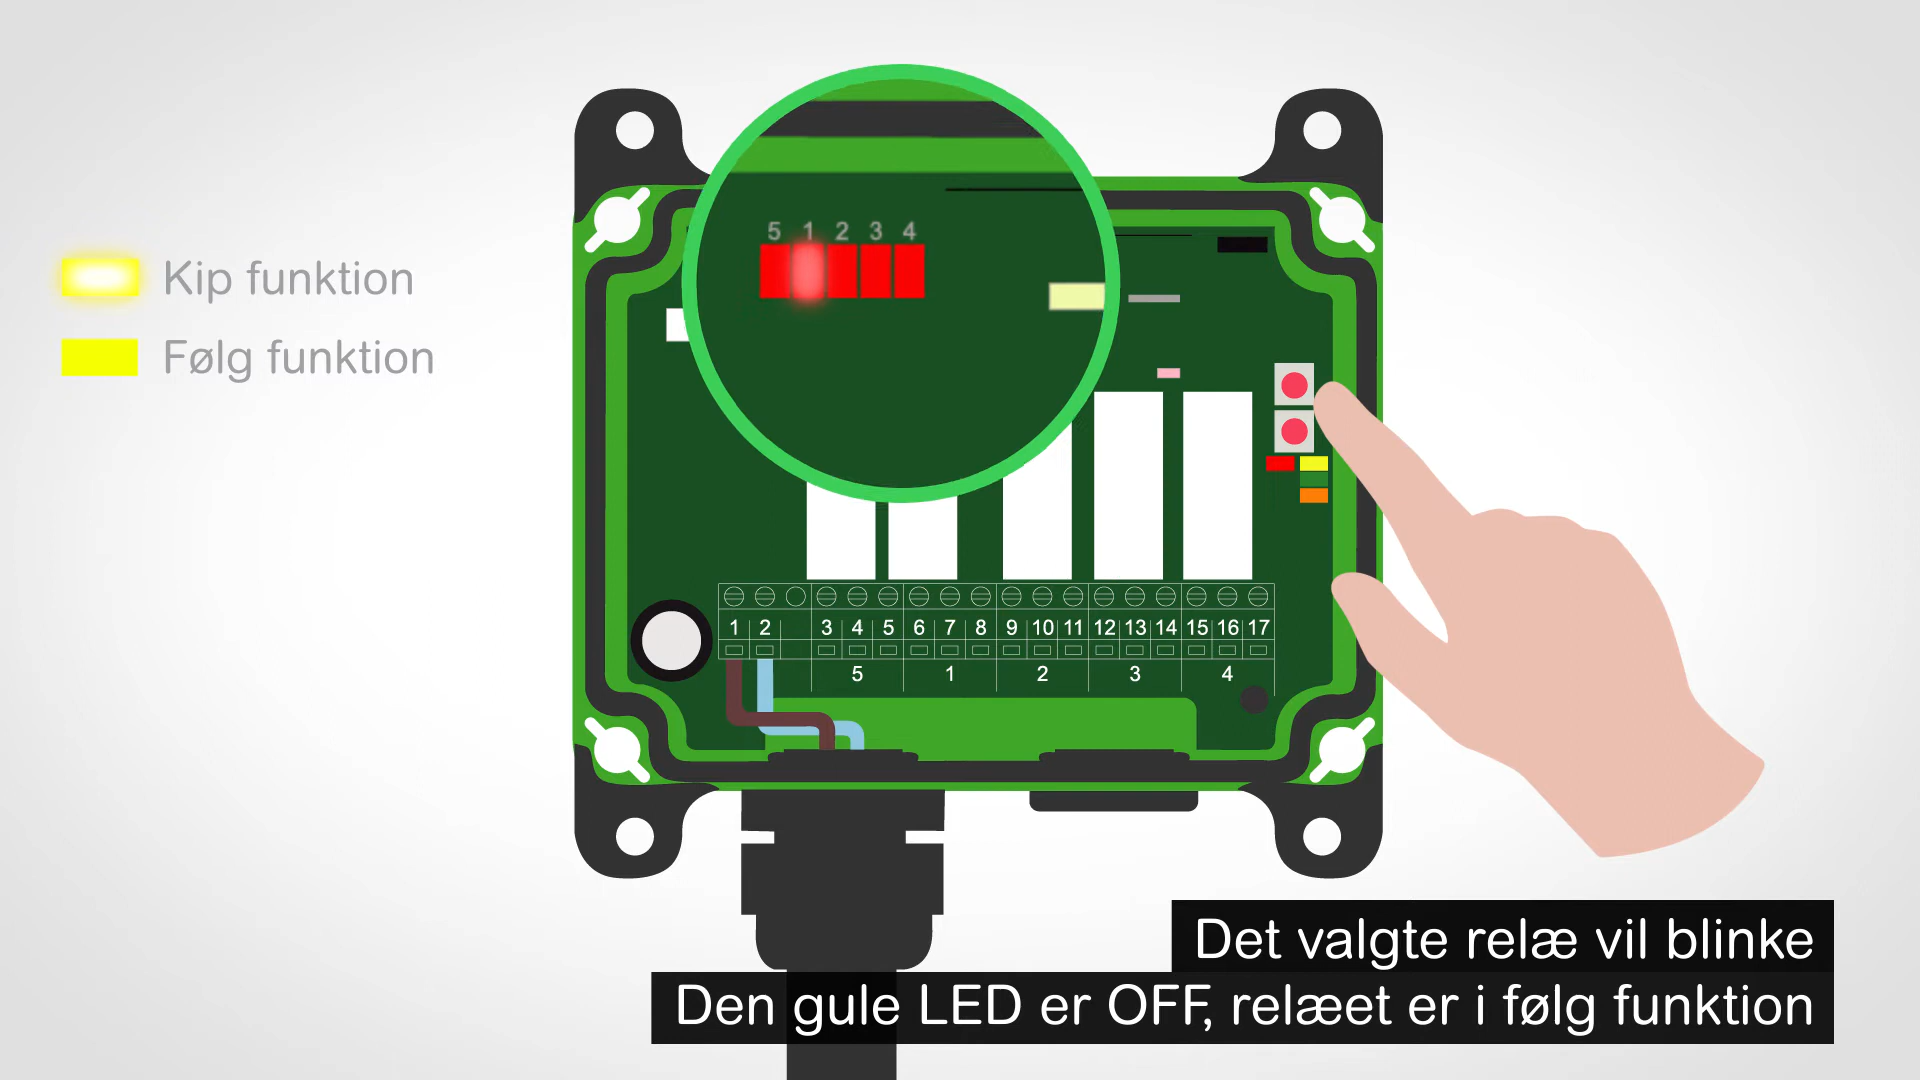 5 1 2 3 4
Kip funktion
Følg funktion
1 2 3 4 5 6 7 8 9 10 11 12 13 14 15 16 17
5 1 2 3 4
Det valgte relæ vil blinke
Den gule LED er OFF, relæet er i følg funktion